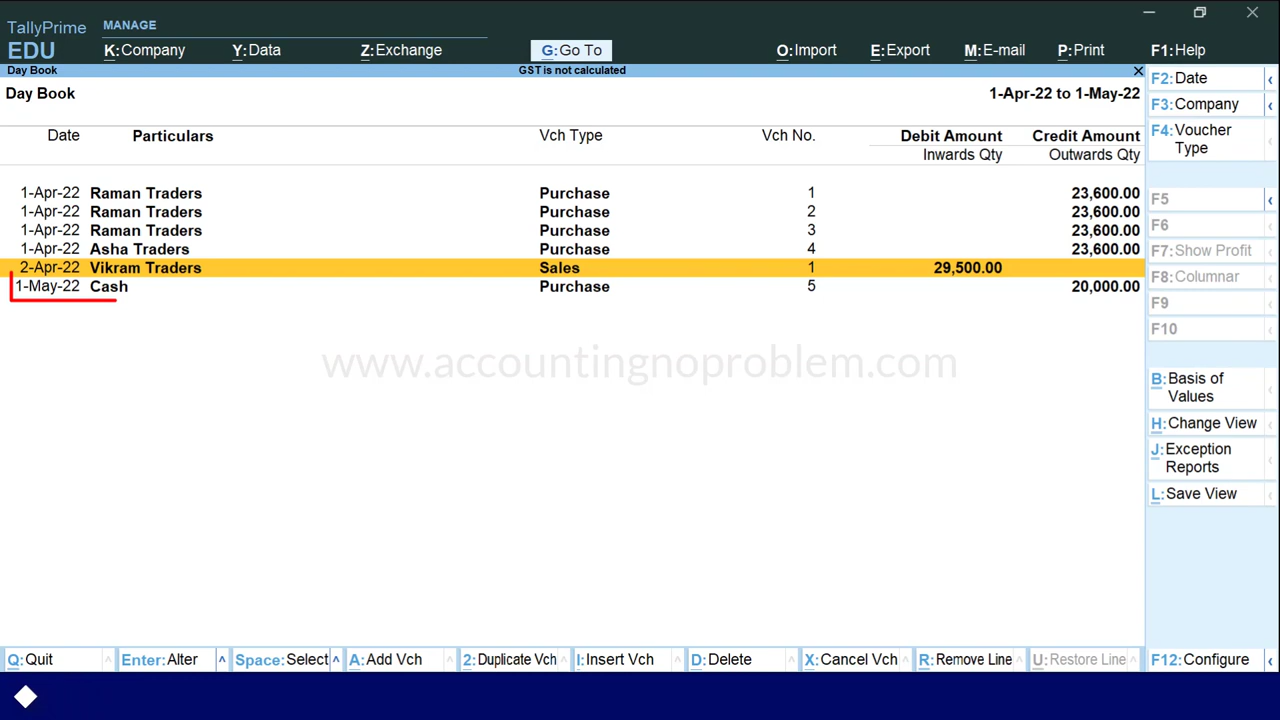 TallyPrime MANAGE
EDU K:Company Y:Data Z:Exchange G:Go To O:Import E:Export M:E-mail P:Print F1:Help
Day Book GST is not calculated
Day Book 1-Apr-22 to 1-May-22
Date Particulars Vch Type Vch No. Debit Amount Credit Amount
Inwards Qty Outwards Qty
1-Apr-22 Raman Traders Purchase 1 23,600.00
1-Apr-22 Raman Traders Purchase 2 23,600.00
1-Apr-22 Raman Traders Purchase 3 23,600.00
1-Apr-22 Asha Traders Purchase 4 23,600.00
2-Apr-22 Vikram Traders Sales 1 29,500.00
1-May-22 Cash Purchase 5 20,000.00
www.accountingnoproblem.com
F2:Date
F3:Company
F4:Voucher
Type
F5
F6
F7:Show Profit
F8:Columnar
F9
F10
B:Basis of
Values
H:Change View
J:Exception
Reports
L:Save View
Q:Quit Enter:Alter Space:Select A:Add Vch 2:Duplicate Vch I:Insert Vch D:Delete X:Cancel Vch R:Remove Line U:Restore Line F12:Configure